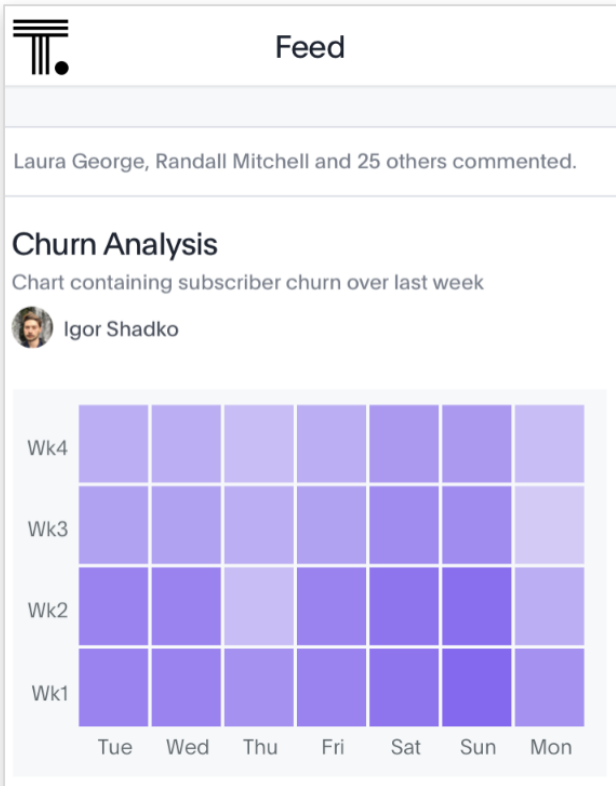 T.
Feed
Laura George, Randall Mitchell and 25 others commented.
Churn Analysis
Chart containing subscriber churn over last week
Igor Shadko
Wk4
Wk3
Wk2
Wk1
Tue Wed Thu Fri Sat Sun Mon